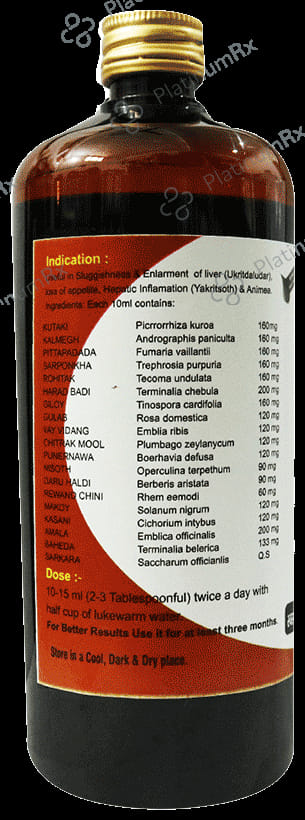 PlatinumRx
Indication :
Useful in Sluggishness & Enlarment of liver (Ukritdaludar),
loss of appetite, Hepatic Inflamation (Yakritsoth) & Animea.
Ingredients: Each 10ml contains:
KUTAKI Picrrorrhiza kuroa 160mg
KALMEGH Andrographis paniculta 160 mg
PITTAPADADA Fumaria vaillantii 160 mg
SARPONKHA Trephrosia purpuria 160 mg
ROHITAK Tecoma undulata 160 mg
HARAD BADI Terminalia chebula 200 mg
GILOY Tinospora cardifolia 160 mg
GULAB Rosa domestica 120 mg
VAY VIDANG Emblia ribis 120 mg
CHITRAK MOOL Plumbago zeylanycum 120 mg
PUNERNAWA Boerhavia defusa 120 mg
NISOTH Operculina terpethum 90 mg
DARU HALDI Berberis aristata 90 mg
REWAND CHINI Rhem eemodi 60 mg
MAKOY Solanum nigrum 120 mg
KASANI Cichorium intybus 120 mg
AMALA Emblica officinalis 200 mg
BAHEDA Terminalia belerica 133 mg
SARKARA Saccharum officianlis Q.S
Dose :-
10-15 ml (2-3 Tablespoonful) twice a day with
half cup of lukewarm water.
For Better Results Use it for at least three months.
Store in a Cool, Dark & Dry place.